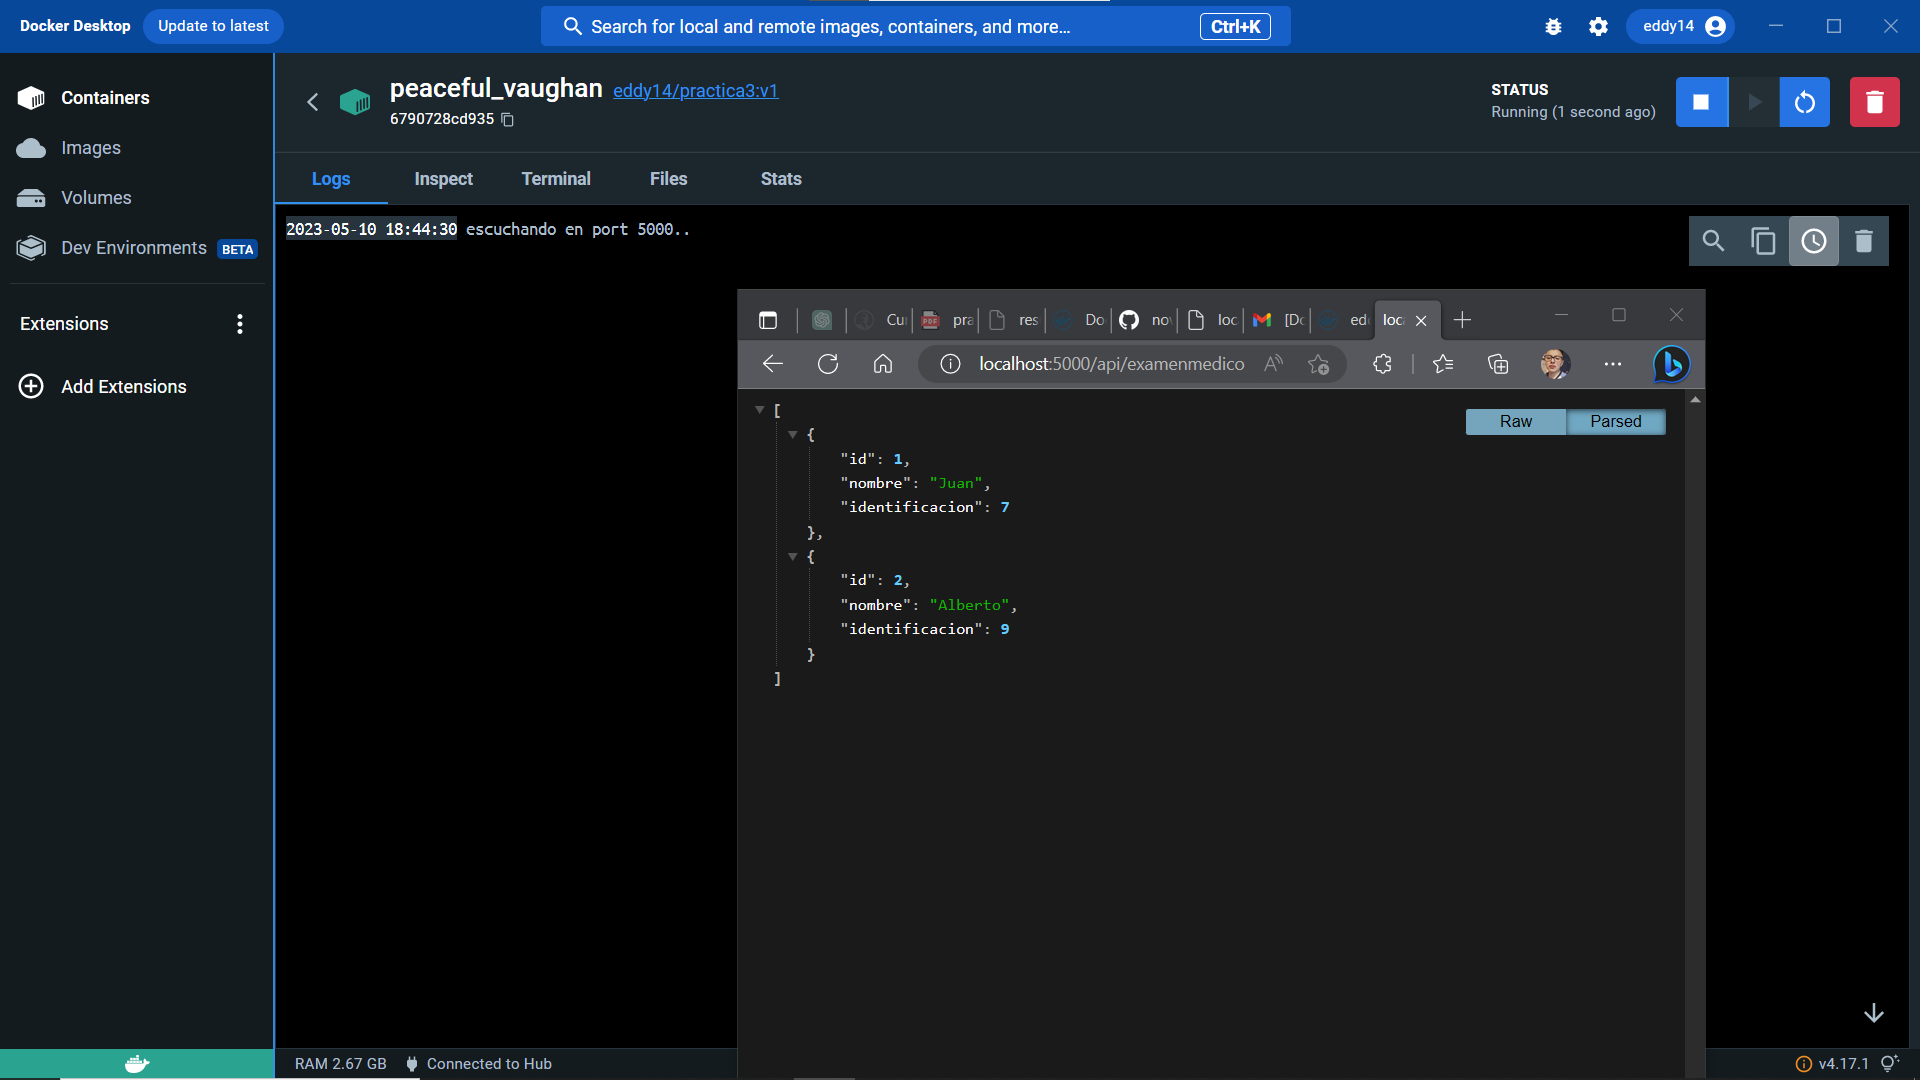 Docker Desktop
Update to latest
Search for local and remote images, containers, and more...
Ctrl+K
eddy14
Containers
Images
Volumes
Dev Environments BETA
Extensions
Add Extensions
peaceful_vaughan eddy14/practica3:v1
6790728cd935
STATUS
Running (1 second ago)
Logs
Inspect
Terminal
Files
Stats
2023-05-10 18:44:30 escuchando en port 5000..
Cu
PDF
pra
res
Do
no
loc
[Do
ed
loc
localhost:5000/api/examenmedico
Raw
Parsed
[
{
"id": 1,
"nombre": "Juan",
"identificacion": 7
},
{
"id": 2,
"nombre": "Alberto",
"identificacion": 9
}
]
RAM 2.67 GB
Connected to Hub
v4.17.1